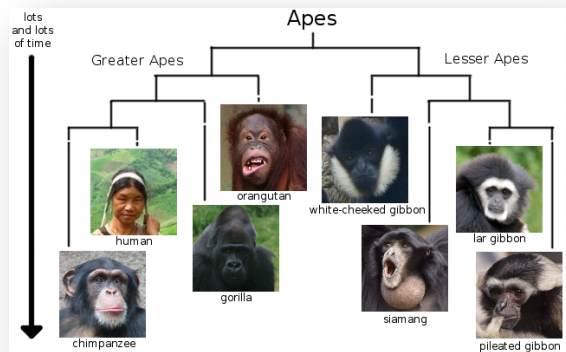 Apes
lots
and lots
of time
Greater Apes
Lesser Apes
orangutan
white-cheeked gibbon
human
lar gibbon
gorilla
siamang
chimpanzee
pileated gibbon